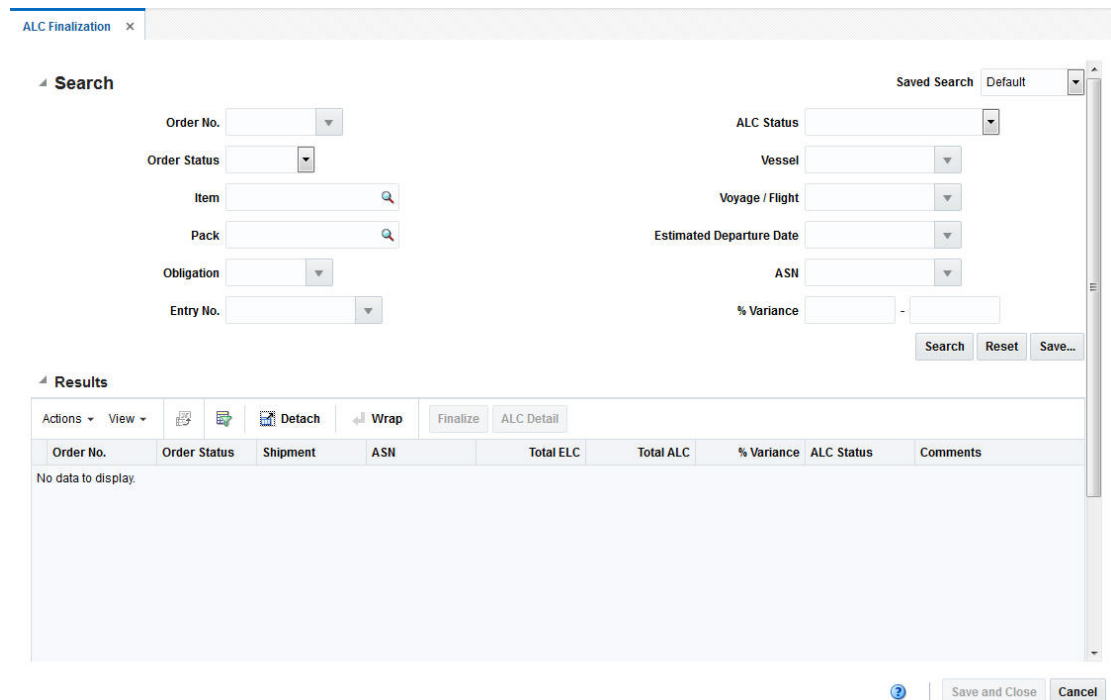 ALC Finalization ×
Search
Saved Search Default
Order No.
ALC Status
Order Status
Vessel
Item
Voyage / Flight
Pack
Estimated Departure Date
Obligation
ASN
Entry No.
% Variance -
Search Reset Save...
Results
Actions View Detach Wrap Finalize ALC Detail
Order No. Order Status Shipment ASN Total ELC Total ALC % Variance ALC Status Comments
No data to display.
? Save and Close Cancel